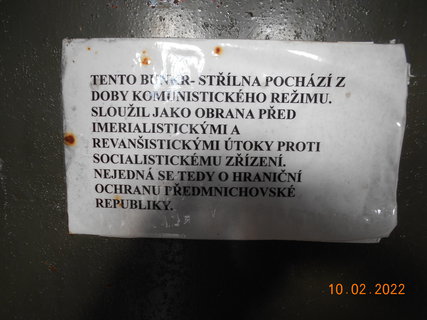 TENTO BUNKR- STŘÍLNA POCHÁZÍ Z
DOBY KOMUNISTICKÉHO REŽIMU.
SLOUŽIL JAKO OBRANA PŘED
IMERIALISTICKÝMI A
REVANŠISTICKÝMI ÚTOKY PROTI
SOCIALISTICKÉMU ZŘÍZENÍ.
NEJEDNÁ SE TEDY O HRANIČNÍ
OCHRANU PŘEDMNICHOVSKÉ
REPUBLIKY.
10.02.2022